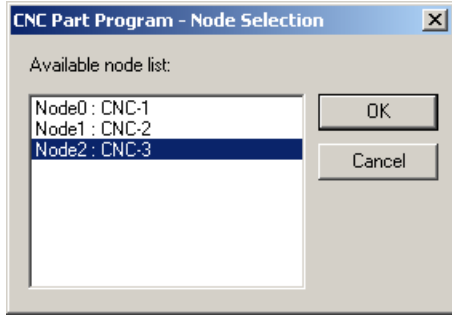 CNC Part Program - Node Selection
Available node list:
Node0 : CNC-1
Node1 : CNC-2
Node2 : CNC-3
OK
Cancel